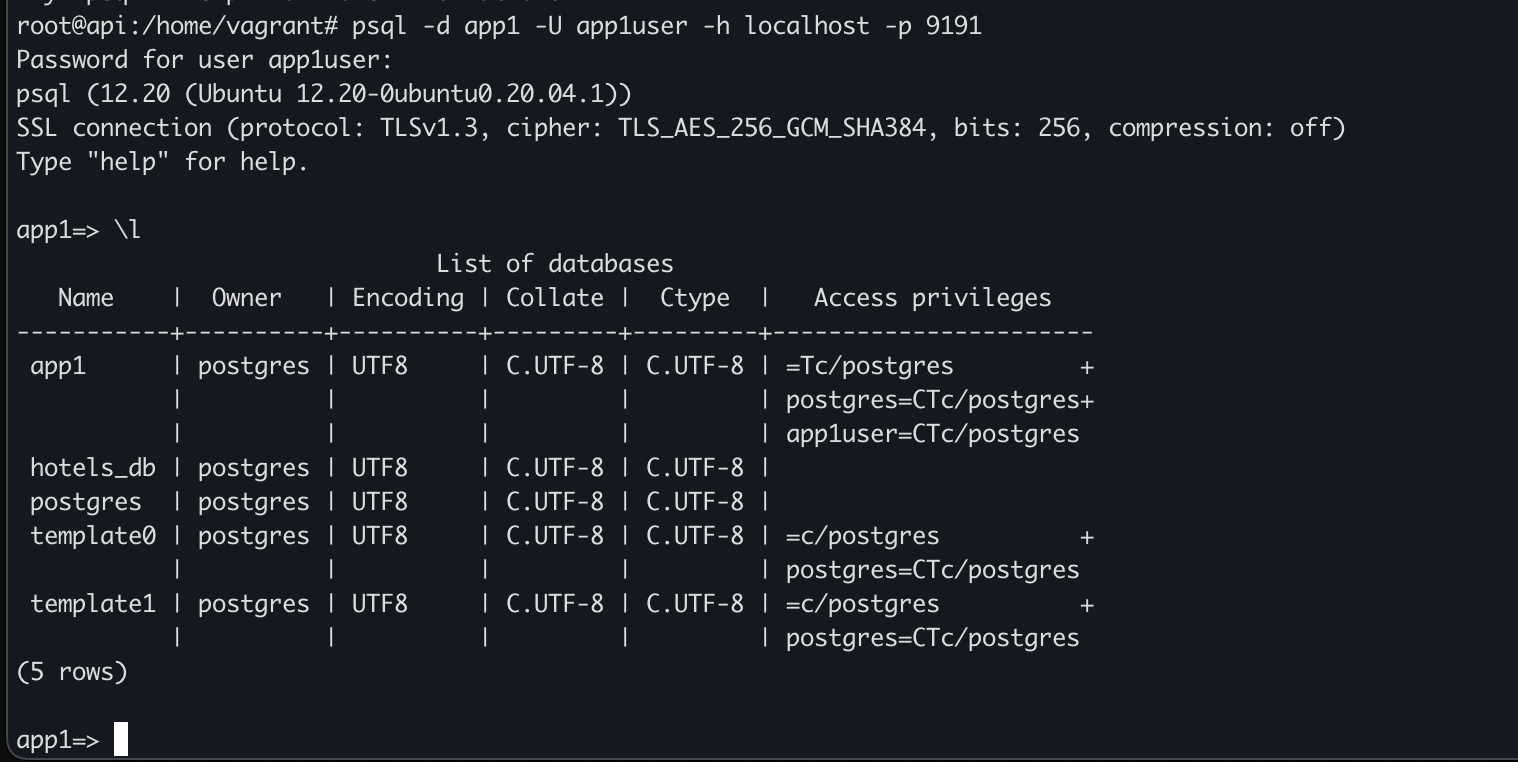 root@api:/home/vagrant# psql -d app1 -U app1user -h localhost -p 9191
Password for user app1user:
psql (12.20 (Ubuntu 12.20-0ubuntu0.20.04.1))
SSL connection (protocol: TLSv1.3, cipher: TLS_AES_256_GCM_SHA384, bits: 256, compression: off)
Type "help" for help.

app1=> \l
                              List of databases
   Name    |  Owner   | Encoding | Collate |  Ctype  |   Access privileges
-----------+----------+----------+---------+---------+-----------------------
 app1      | postgres | UTF8     | C.UTF-8 | C.UTF-8 | =Tc/postgres         +
           |          |          |         |         | postgres=CTc/postgres+
           |          |          |         |         | app1user=CTc/postgres
 hotels_db | postgres | UTF8     | C.UTF-8 | C.UTF-8 |
 postgres  | postgres | UTF8     | C.UTF-8 | C.UTF-8 |
 template0 | postgres | UTF8     | C.UTF-8 | C.UTF-8 | =c/postgres          +
           |          |          |         |         | postgres=CTc/postgres
 template1 | postgres | UTF8     | C.UTF-8 | C.UTF-8 | =c/postgres          +
           |          |          |         |         | postgres=CTc/postgres
(5 rows)

app1=>